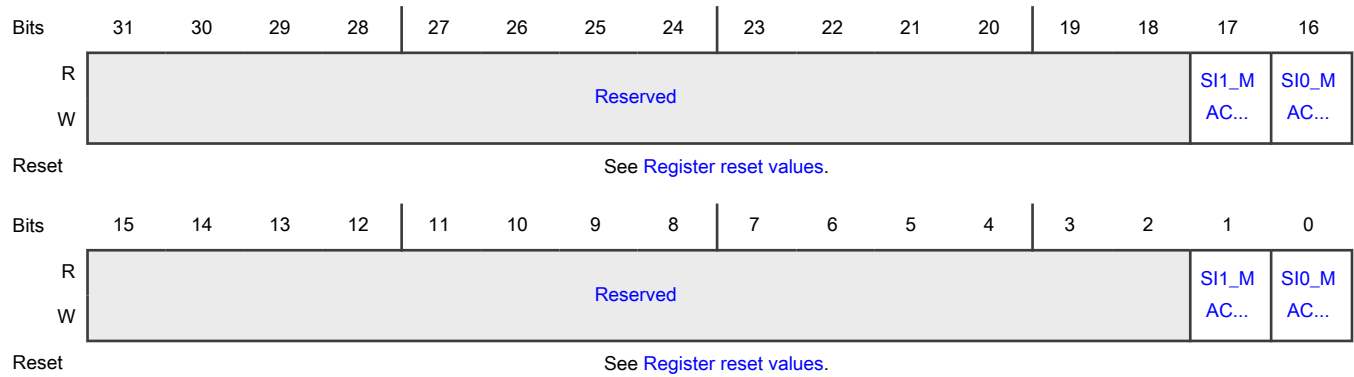 Bits 31 30 29 28 27 26 25 24 23 22 21 20 19 18 17 16
R
Reserved
SI1_M
AC...
SI0_M
AC...
W
Reset See Register reset values.
Bits 15 14 13 12 11 10 9 8 7 6 5 4 3 2 1 0
R
Reserved
SI1_M
AC...
SI0_M
AC...
W
Reset See Register reset values.